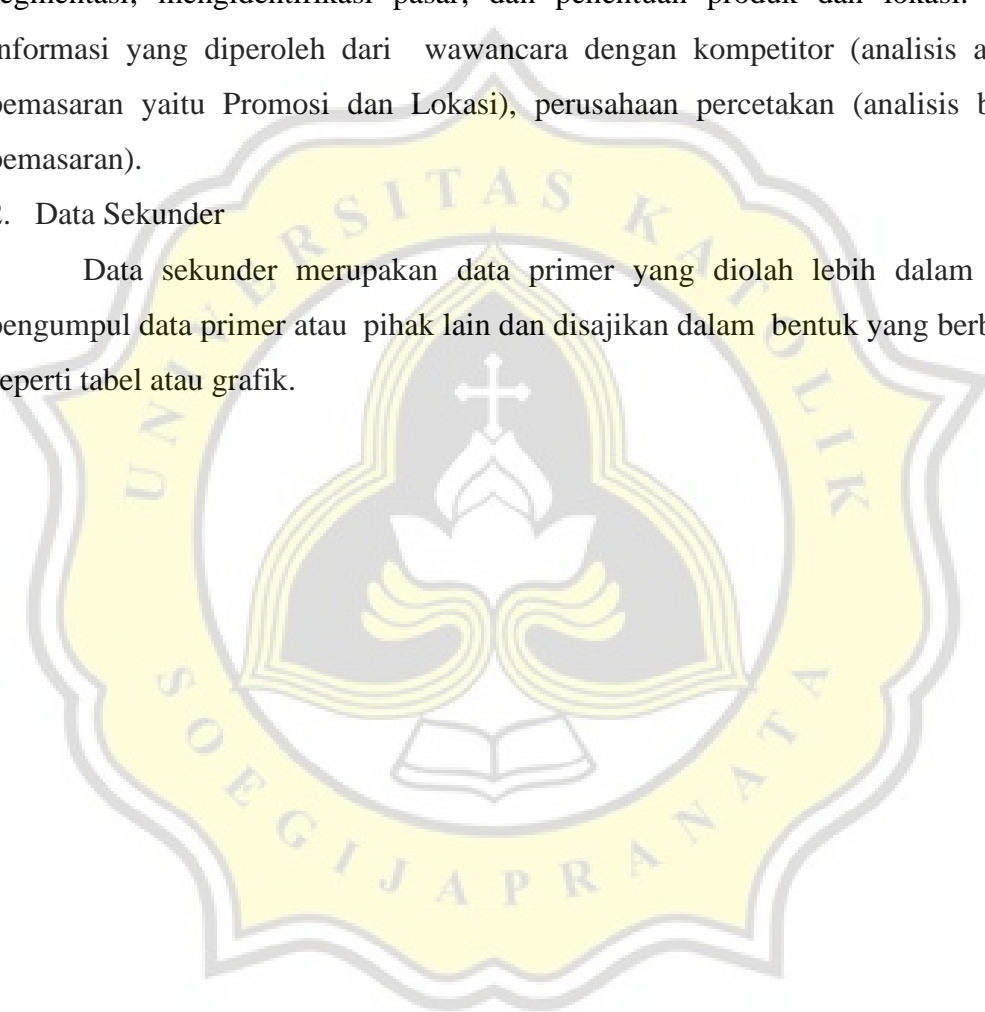 segmentasi, mengidentifikasi pasar, dan penentuan produk dan lokasi.
informasi yang diperoleh dari wawancara dengan kompetitor (analisis a
pemasaran yaitu Promosi dan Lokasi), perusahaan percetakan (analisis b
pemasaran).
2. Data Sekunder
Data sekunder merupakan data primer yang diolah lebih dalam
pengumpul data primer atau pihak lain dan disajikan dalam bentuk yang berb
seperti tabel atau grafik.
UNIVERSITAS KATOLIK
SOEGIJAPRANATA